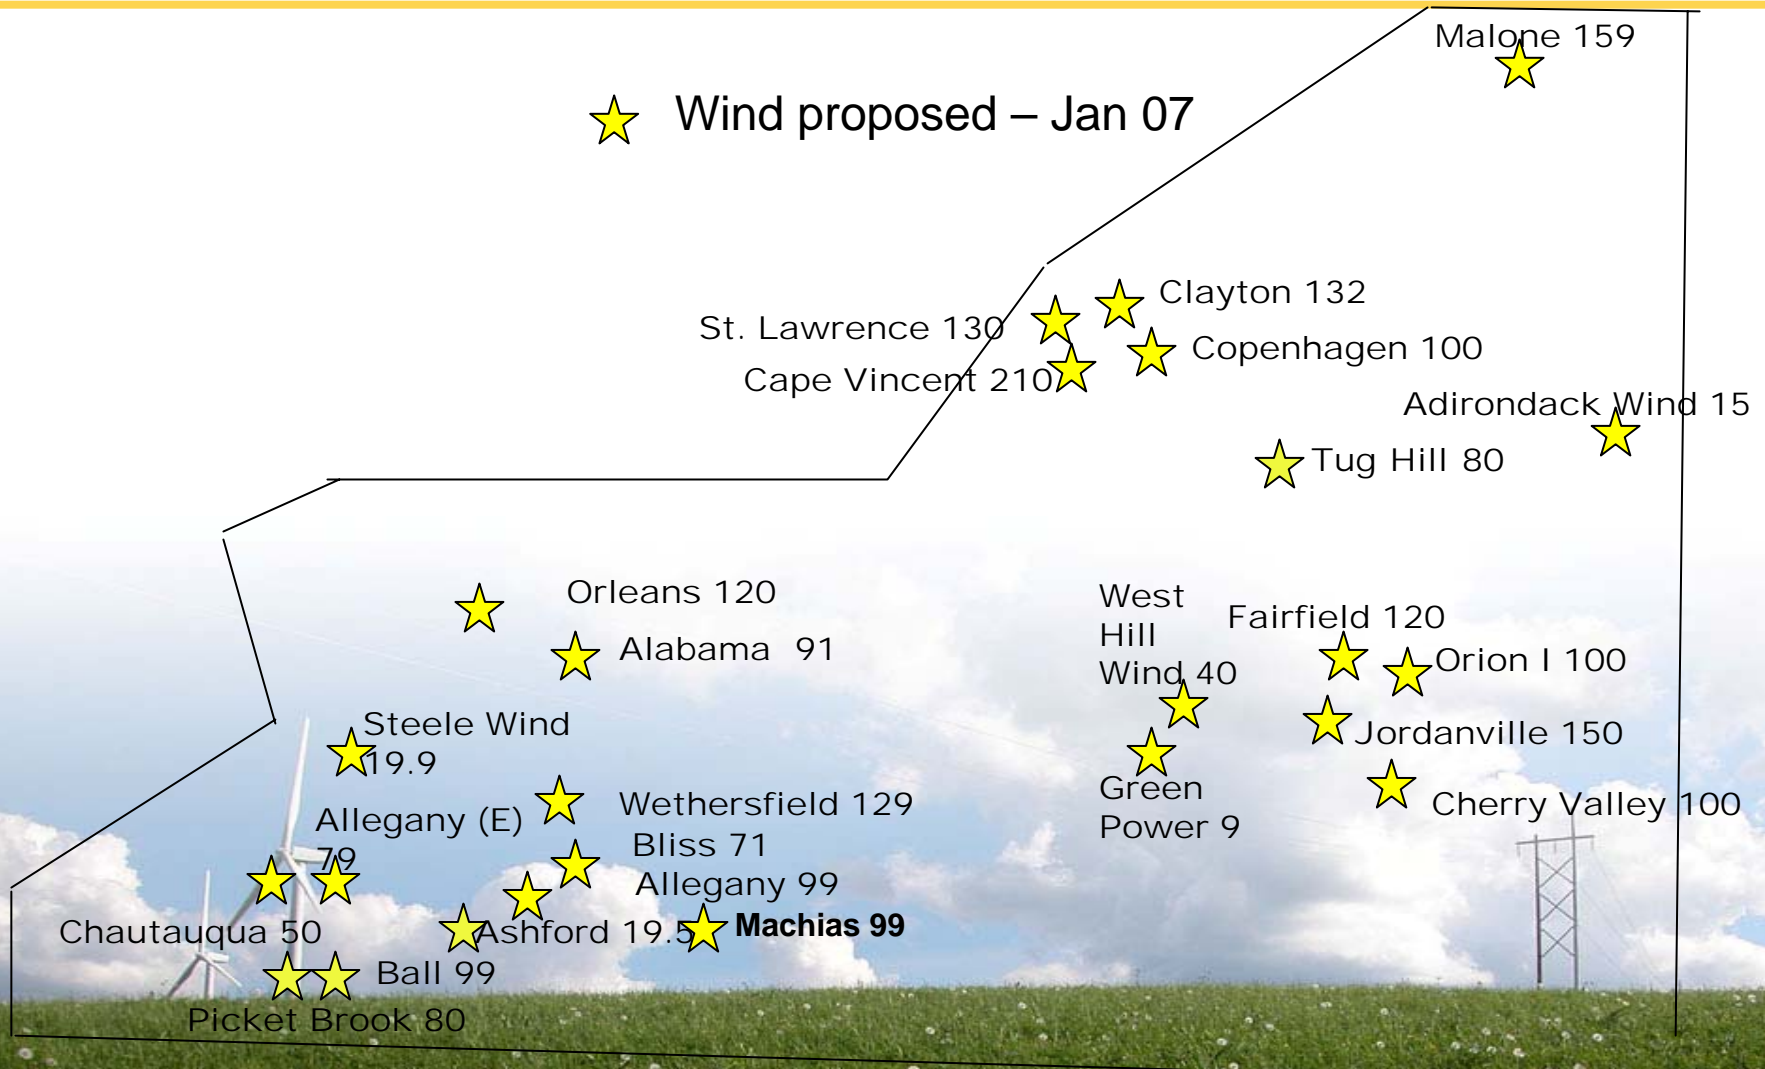 Malone 159
Wind proposed – Jan 07
Clayton 132
St. Lawrence 130
Copenhagen 100
Cape Vincent 210
Adirondack Wind 15
Tug Hill 80
Orleans 120
Alabama 91
West
Hill
Wind 40
Fairfield 120
Orion I 100
Steele Wind
19.9
Jordanville 150
Green
Power 9
Cherry Valley 100
Wethersfield 129
Allegany (E)
79
Bliss 71
Allegany 99
Chautauqua 50
Ashford 19.5
Machias 99
Ball 99
Picket Brook 80